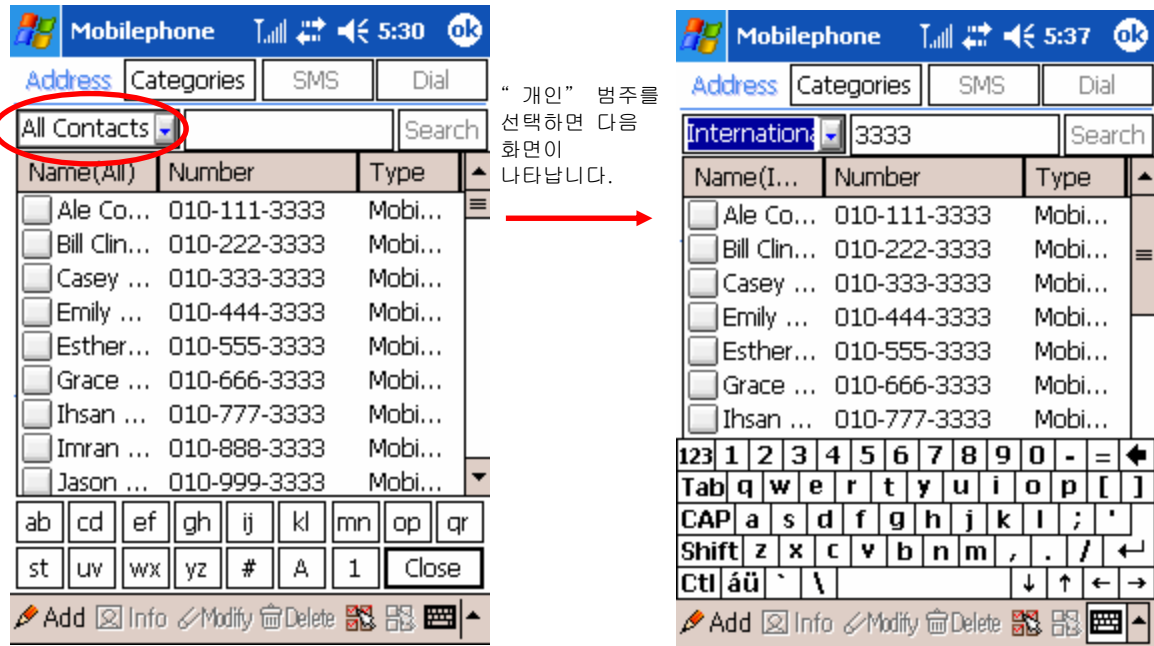 Mobilephone 5:30 ok
Address Categories SMS Dial
All Contacts Search
Name(All) Number Type
Ale Co... 010-111-3333 Mobi...
Bill Clin... 010-222-3333 Mobi...
Casey ... 010-333-3333 Mobi...
Emily ... 010-444-3333 Mobi...
Esther... 010-555-3333 Mobi...
Grace ... 010-666-3333 Mobi...
Ihsan ... 010-777-3333 Mobi...
Imran ... 010-888-3333 Mobi...
Jason ... 010-999-3333 Mobi...
ab cd ef gh ij kl mn op qr
st uv wx yz # A 1 Close
Add Info Modify Delete
“ 개인” 범주를
선택하면 다음
화면이
나타납니다.
Mobilephone 5:37 ok
Address Categories SMS Dial
Internationa 3333 Search
Name(I... Number Type
Ale Co... 010-111-3333 Mobi...
Bill Clin... 010-222-3333 Mobi...
Casey ... 010-333-3333 Mobi...
Emily ... 010-444-3333 Mobi...
Esther... 010-555-3333 Mobi...
Grace ... 010-666-3333 Mobi...
Ihsan ... 010-777-3333 Mobi...
123 1 2 3 4 5 6 7 8 9 0 - = 🡄
Tab q w e r t y u i o p [ ]
CAP a s d f g h j k l ; '
Shift z x c v b n m , . / ↵
Ctl áü ` \ ↓ ↑ ← →
Add Info Modify Delete